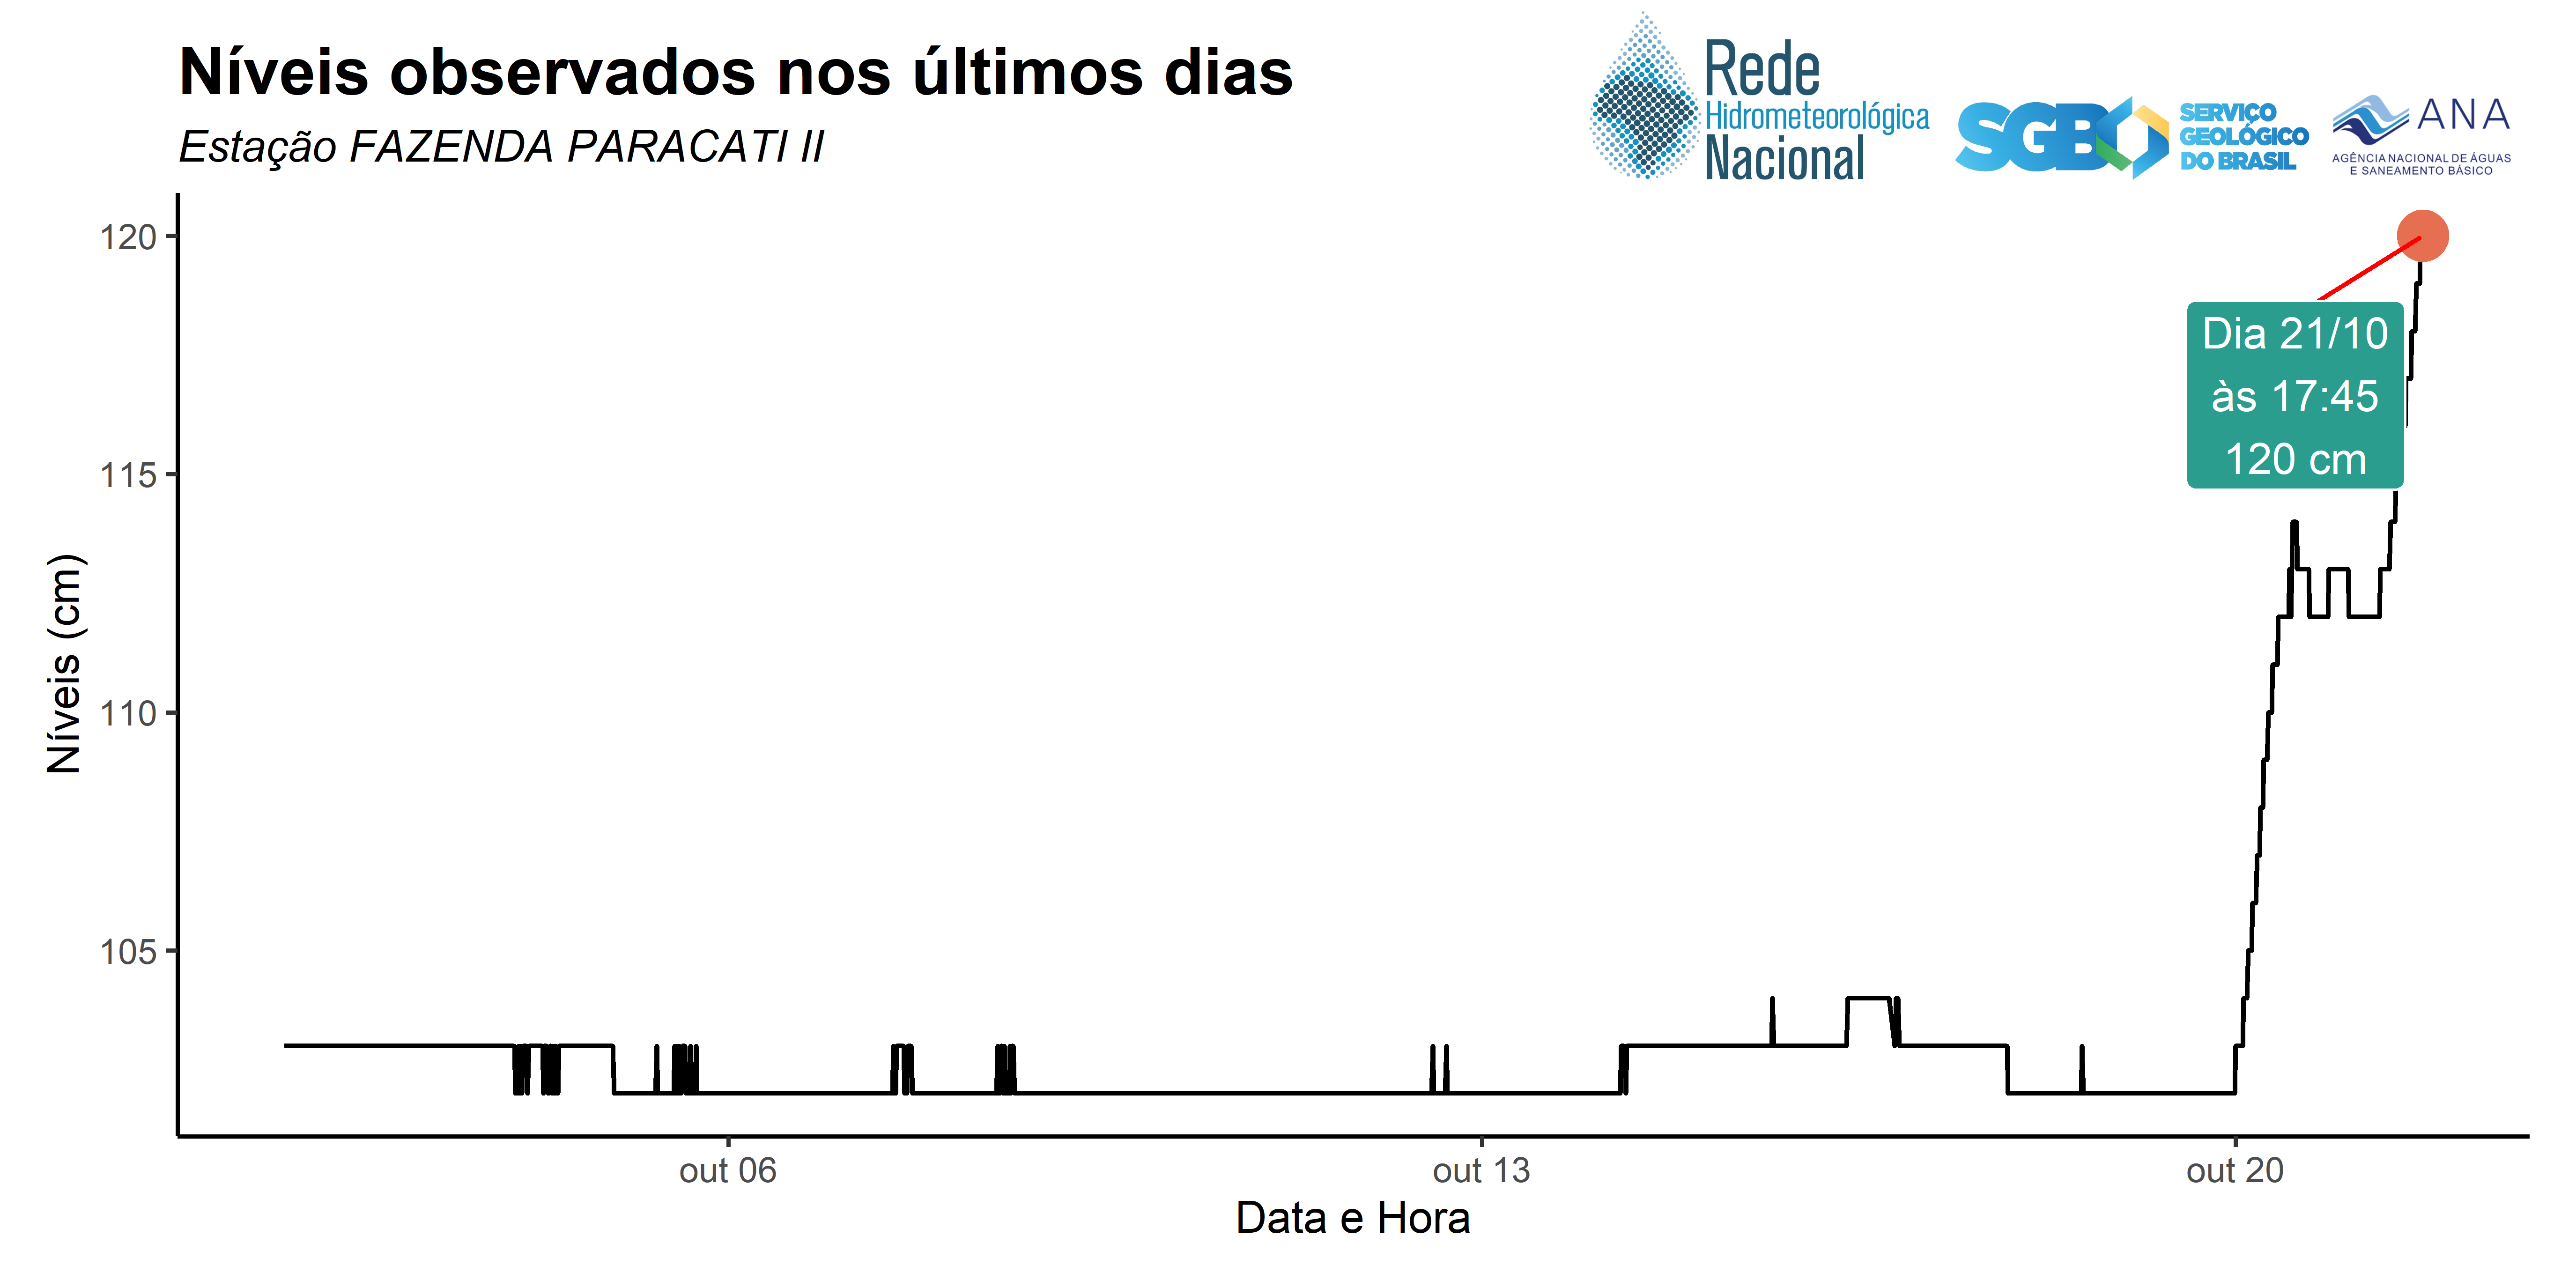 Níveis observados nos últimos dias
Estação FAZENDA PARACATI II
Rede
Hidrometeorológica
Nacional
SGB
SERVIÇO
GEOLÓGICO
DO BRASIL
ANA
AGÊNCIA NACIONAL DE ÁGUAS
E SANEAMENTO BÁSICO
120
115
110
105
Níveis (cm)
Dia 21/10
às 17:45
120 cm
out 06
out 13
out 20
Data e Hora